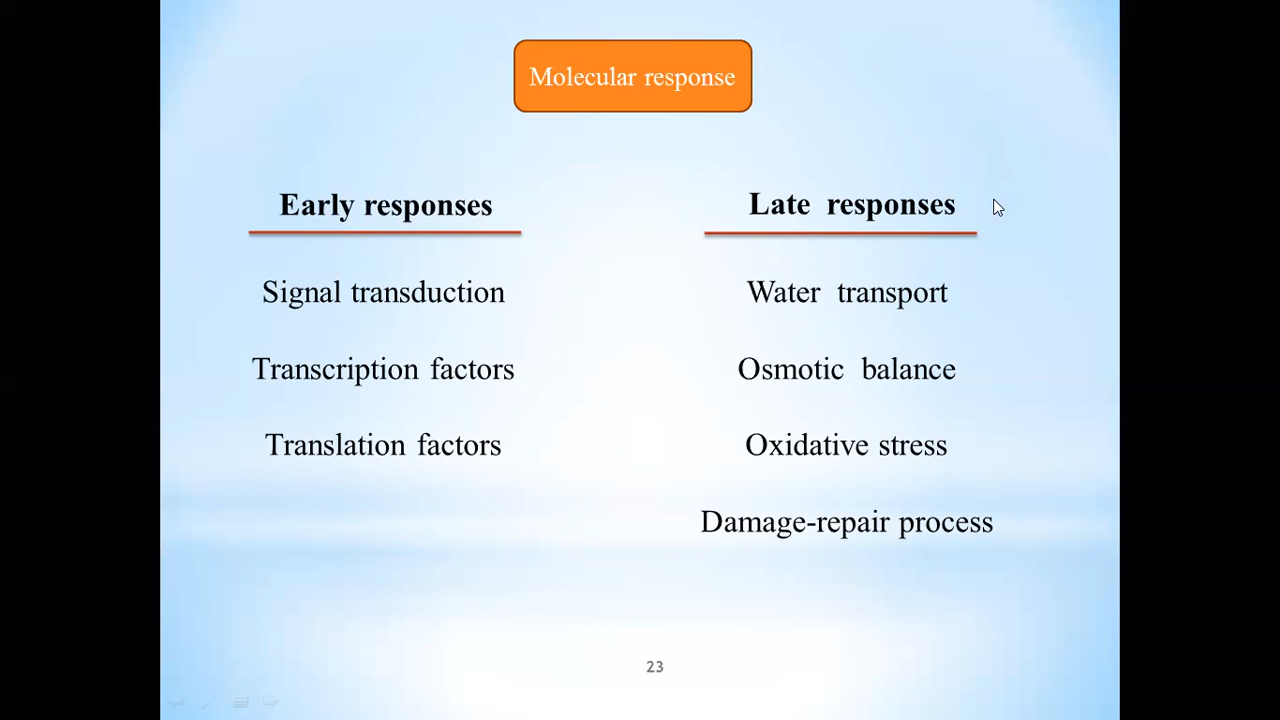 Molecular response
Early responses
Signal transduction
Transcription factors
Translation factors
Late responses
Water transport
Osmotic balance
Oxidative stress
Damage-repair process
23